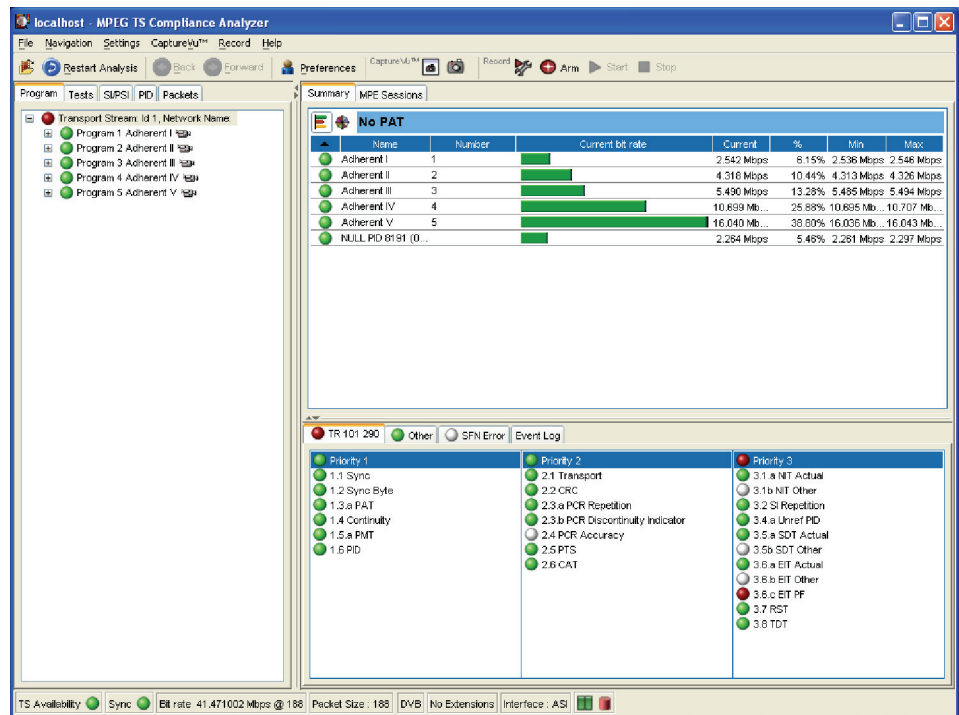 localhost - MPEG TS Compliance Analyzer
File Navigation Settings CaptureVu™ Record Help
Restart Analysis Back Forward Preferences CaptureVu™ Record Arm Start Stop
Program Tests SI/PSI PID Packets
Transport Stream: Id 1, Network Name:
Program 1 Adherent I
Program 2 Adherent II
Program 3 Adherent III
Program 4 Adherent IV
Program 5 Adherent V
Summary MPE Sessions
No PAT
Name Number Current bit rate Current % Min Max
Adherent I 1 2.542 Mbps 6.15% 2.536 Mbps 2.546 Mbps
Adherent II 2 4.318 Mbps 10.44% 4.313 Mbps 4.326 Mbps
Adherent III 3 5.490 Mbps 13.28% 5.485 Mbps 5.494 Mbps
Adherent IV 4 10.699 Mb... 25.88% 10.695 Mb... 10.707 Mb...
Adherent V 5 16.040 Mb... 38.80% 16.036 Mb... 16.043 Mb...
NULL PID 8191 (0... 2.264 Mbps 5.46% 2.261 Mbps 2.297 Mbps
TR 101 290 Other SFN Error Event Log
Priority 1
1.1 Sync
1.2 Sync Byte
1.3.a PAT
1.4 Continuity
1.5.a PMT
1.6 PID
Priority 2
2.1 Transport
2.2 CRC
2.3.a PCR Repetition
2.3.b PCR Discontinuity Indicator
2.4 PCR Accuracy
2.5 PTS
2.6 CAT
Priority 3
3.1.a NIT Actual
3.1b NIT Other
3.2 SI Repetition
3.4.a Unref PID
3.5.a SDT Actual
3.5b SDT Other
3.6.a EIT Actual
3.6.b EIT Other
3.6.c EIT PF
3.7 RST
3.8 TDT
TS Availability Sync Bit rate 41.471002 Mbps @ 188 Packet Size : 188 DVB No Extensions Interface : ASI